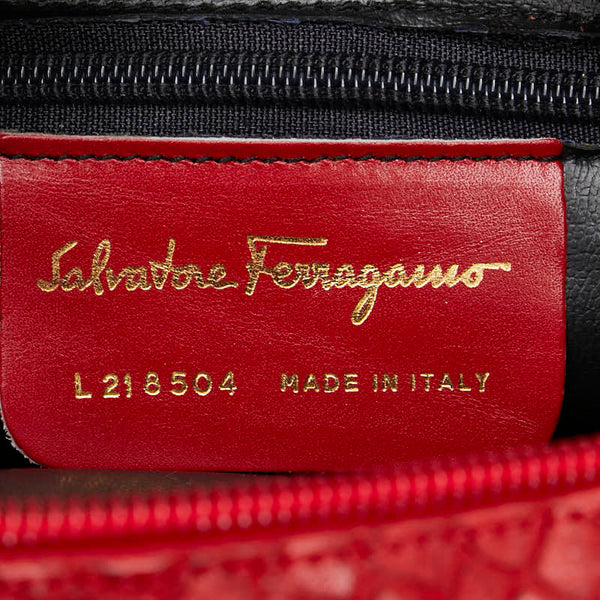 Salvatore Ferragamo
L 218504 MADE IN ITALY